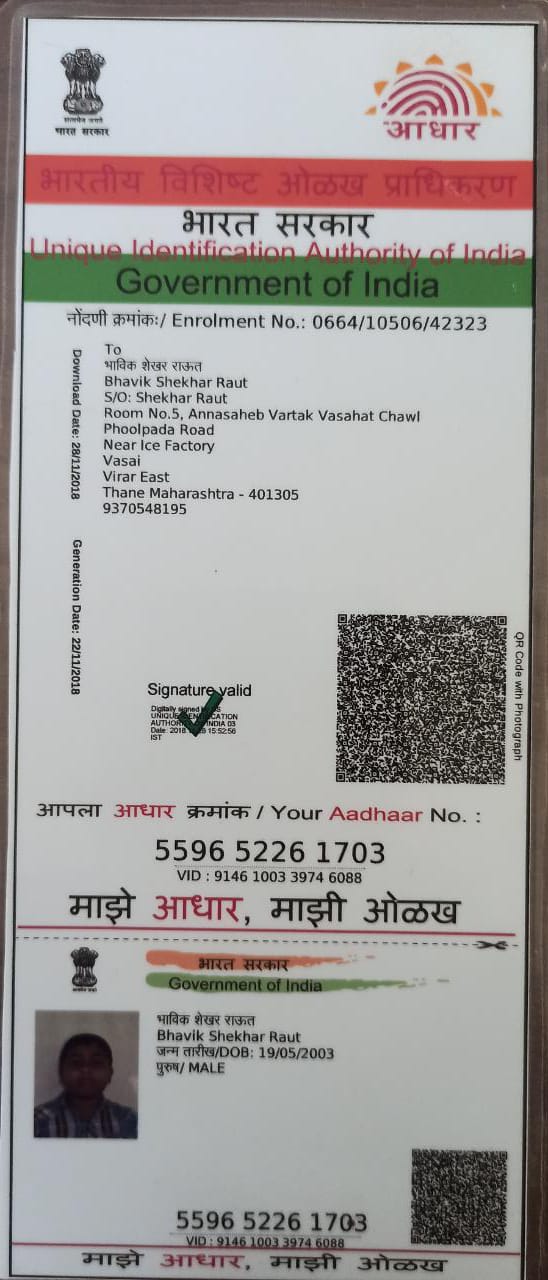 भारत सरकार
आधार
भारतीय विशिष्ट ओळख प्राधिकरण
भारत सरकार
Unique Identification Authority of India
Government of India
नोंदणी क्रमांक:/ Enrolment No.: 0664/10506/42323
To
भाविक शेखर राऊत
Bhavik Shekhar Raut
S/O: Shekhar Raut
Room No.5, Annasaheb Vartak Vasahat Chawl
Phoolpada Road
Near Ice Factory
Vasai
Virar East
Thane Maharashtra - 401305
9370548195
Download Date: 28/11/2018
Generation Date: 22/11/2018
QR Code with Photograph
Signature valid
Digitally signed by
UNIQUE IDENTIFICATION
AUTHORITY OF INDIA 03
Date: 2018 15:52:56
IST
आपला आधार क्रमांक / Your Aadhaar No. :
5596 5226 1703
VID : 9146 1003 3974 6088
माझे आधार, माझी ओळख
भारत सरकार
Government of India
भाविक शेखर राऊत
Bhavik Shekhar Raut
जन्म तारीख/DOB: 19/05/2003
पुरुष/ MALE
5596 5226 1703
VID : 9146 1003 3974 6088
माझे आधार, माझी ओळख